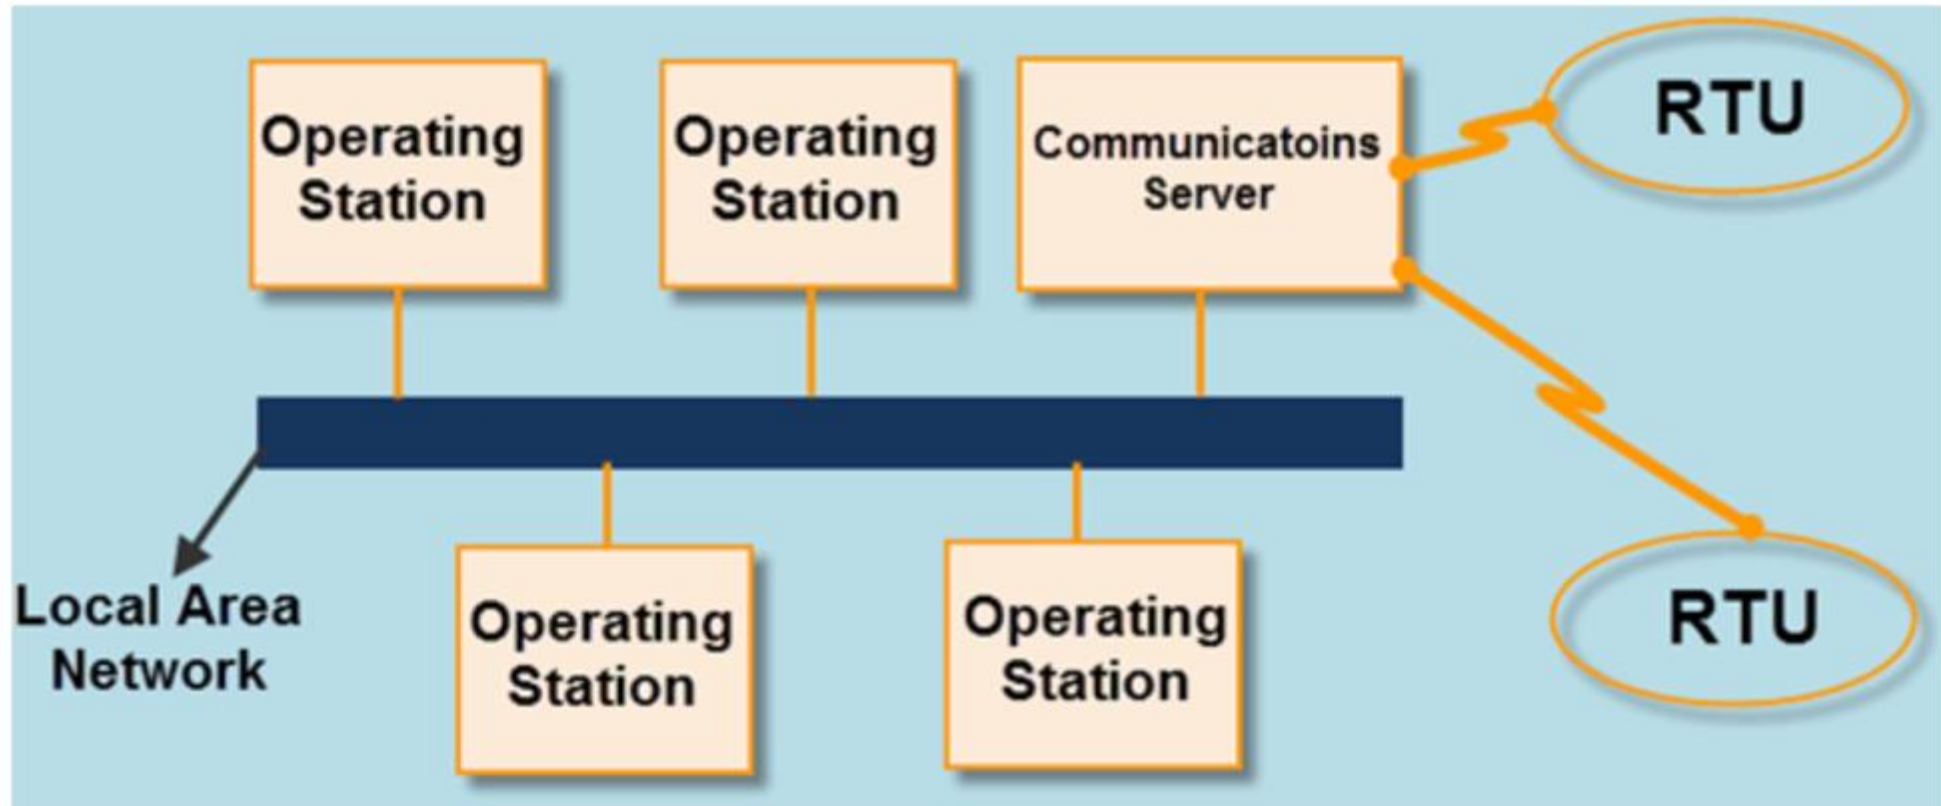 Operating
Station
Operating
Station
Communicatoins
Server
RTU
Local Area
Network
Operating
Station
Operating
Station
RTU